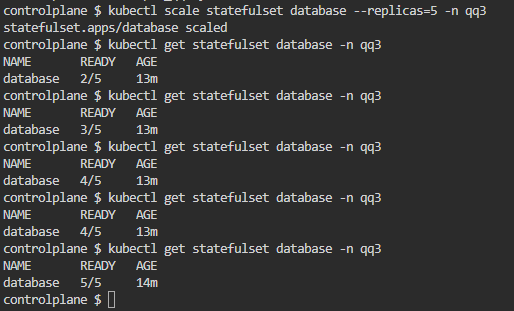 controlplane $ kubectl scale statefulset database --replicas=5 -n qq3
statefulset.apps/database scaled
controlplane $ kubectl get statefulset database -n qq3
NAME       READY   AGE
database   2/5     13m
controlplane $ kubectl get statefulset database -n qq3
NAME       READY   AGE
database   3/5     13m
controlplane $ kubectl get statefulset database -n qq3
NAME       READY   AGE
database   4/5     13m
controlplane $ kubectl get statefulset database -n qq3
NAME       READY   AGE
database   4/5     13m
controlplane $ kubectl get statefulset database -n qq3
NAME       READY   AGE
database   5/5     14m
controlplane $